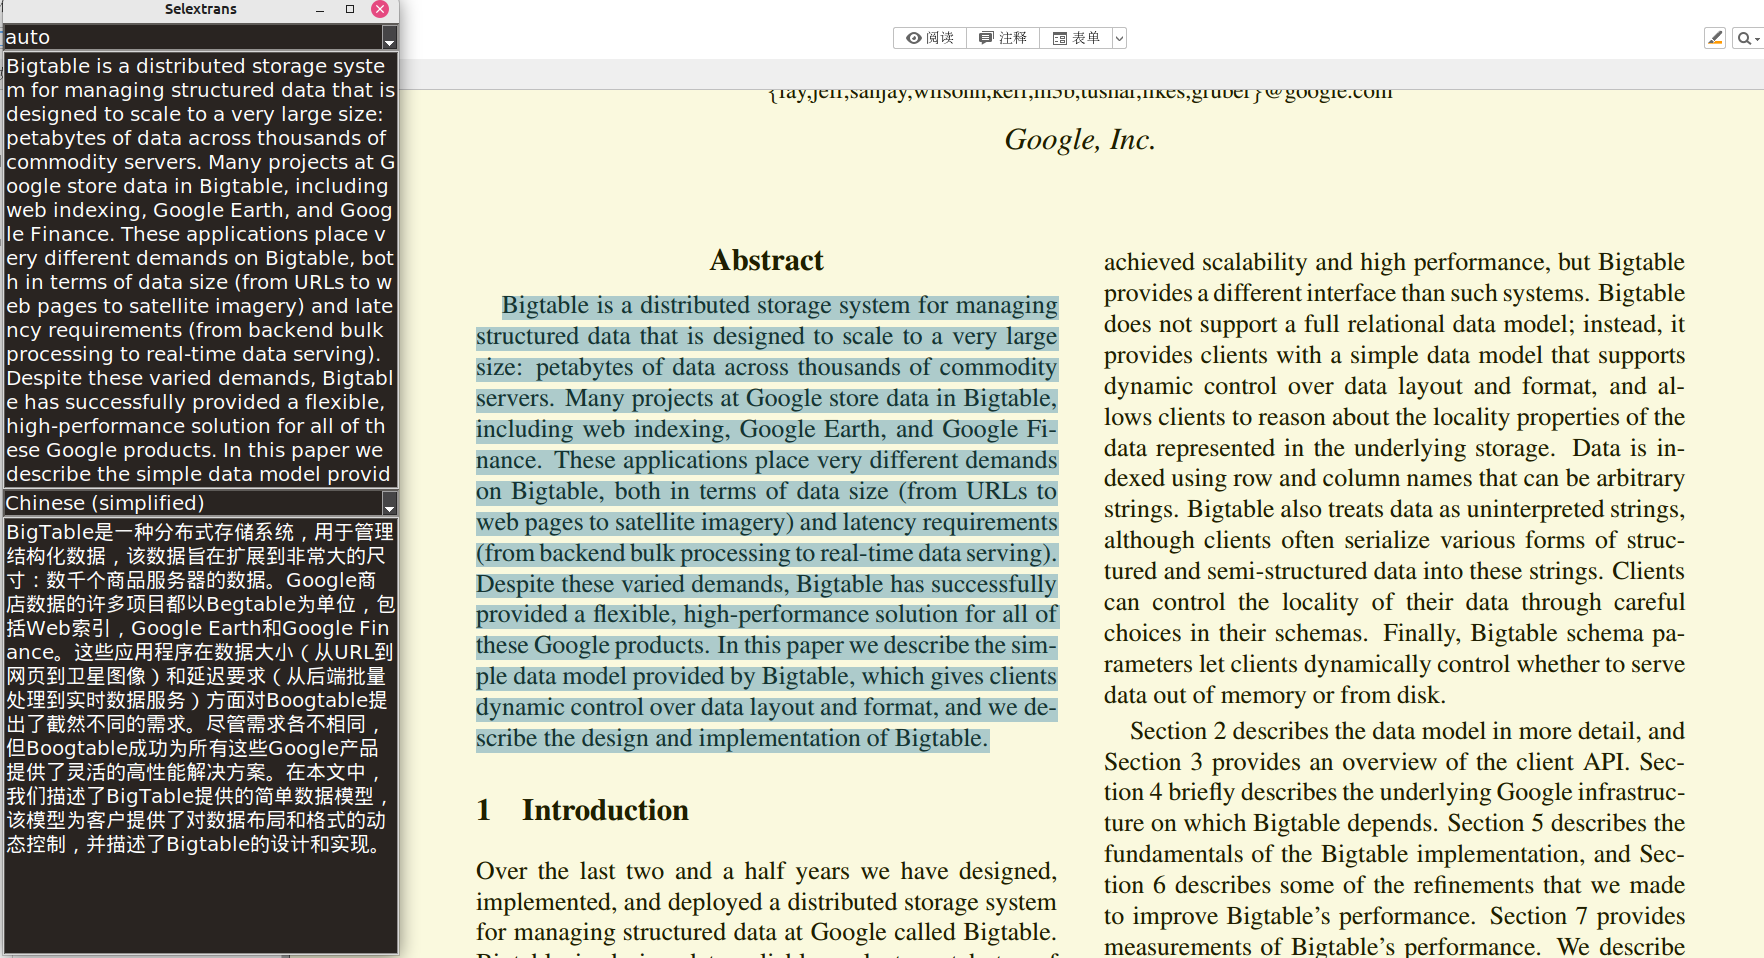 Selextrans
auto
Bigtable is a distributed storage syste
m for managing structured data that is
designed to scale to a very large size:
petabytes of data across thousands of
commodity servers. Many projects at G
oogle store data in Bigtable, including
web indexing, Google Earth, and Goog
le Finance. These applications place v
ery different demands on Bigtable, bot
h in terms of data size (from URLs to w
eb pages to satellite imagery) and late
ncy requirements (from backend bulk
processing to real-time data serving).
Despite these varied demands, Bigtabl
e has successfully provided a flexible,
high-performance solution for all of th
ese Google products. In this paper we
describe the simple data model provid
Chinese (simplified)
BigTable是一种分布式存储系统，用于管理
结构化数据，该数据旨在扩展到非常大的尺
寸：数千个商品服务器的数据。Google商
店数据的许多项目都以Begtable为单位，包
括Web索引，Google Earth和Google Fin
ance。这些应用程序在数据大小（从URL到
网页到卫星图像）和延迟要求（从后端批量
处理到实时数据服务）方面对Boogtable提
出了截然不同的需求。尽管需求各不相同，
但Boogtable成功为所有这些Google产品
提供了灵活的高性能解决方案。在本文中，
我们描述了BigTable提供的简单数据模型，
该模型为客户提供了对数据布局和格式的动
态控制，并描述了Bigtable的设计和实现。
阅读 注释 表单
{fay,jeff,sanjay,wilsonh,kerr,m3b,tushar,fikes,gruber}@google.com
Google, Inc.
Abstract
Bigtable is a distributed storage system for managing
structured data that is designed to scale to a very large
size: petabytes of data across thousands of commodity
servers. Many projects at Google store data in Bigtable,
including web indexing, Google Earth, and Google Fi-
nance. These applications place very different demands
on Bigtable, both in terms of data size (from URLs to
web pages to satellite imagery) and latency requirements
(from backend bulk processing to real-time data serving).
Despite these varied demands, Bigtable has successfully
provided a flexible, high-performance solution for all of
these Google products. In this paper we describe the sim-
ple data model provided by Bigtable, which gives clients
dynamic control over data layout and format, and we de-
scribe the design and implementation of Bigtable.
1 Introduction
Over the last two and a half years we have designed,
implemented, and deployed a distributed storage system
for managing structured data at Google called Bigtable.
achieved scalability and high performance, but Bigtable
provides a different interface than such systems. Bigtable
does not support a full relational data model; instead, it
provides clients with a simple data model that supports
dynamic control over data layout and format, and al-
lows clients to reason about the locality properties of the
data represented in the underlying storage. Data is in-
dexed using row and column names that can be arbitrary
strings. Bigtable also treats data as uninterpreted strings,
although clients often serialize various forms of struc-
tured and semi-structured data into these strings. Clients
can control the locality of their data through careful
choices in their schemas. Finally, Bigtable schema pa-
rameters let clients dynamically control whether to serve
data out of memory or from disk.
Section 2 describes the data model in more detail, and
Section 3 provides an overview of the client API. Sec-
tion 4 briefly describes the underlying Google infrastruc-
ture on which Bigtable depends. Section 5 describes the
fundamentals of the Bigtable implementation, and Sec-
tion 6 describes some of the refinements that we made
to improve Bigtable's performance. Section 7 provides
measurements of Bigtable's performance. We describe